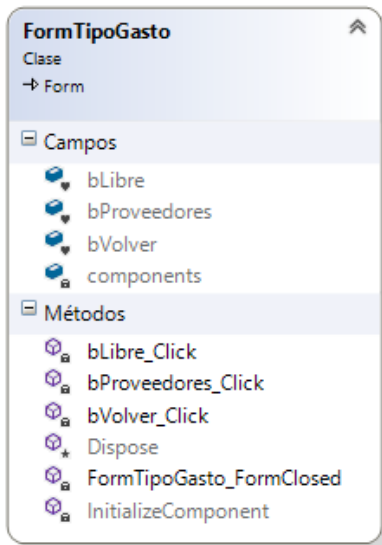 FormTipoGasto
Clase
Form
Campos
bLibre
bProveedores
bVolver
components
Métodos
bLibre_Click
bProveedores_Click
bVolver_Click
Dispose
FormTipoGasto_FormClosed
InitializeComponent